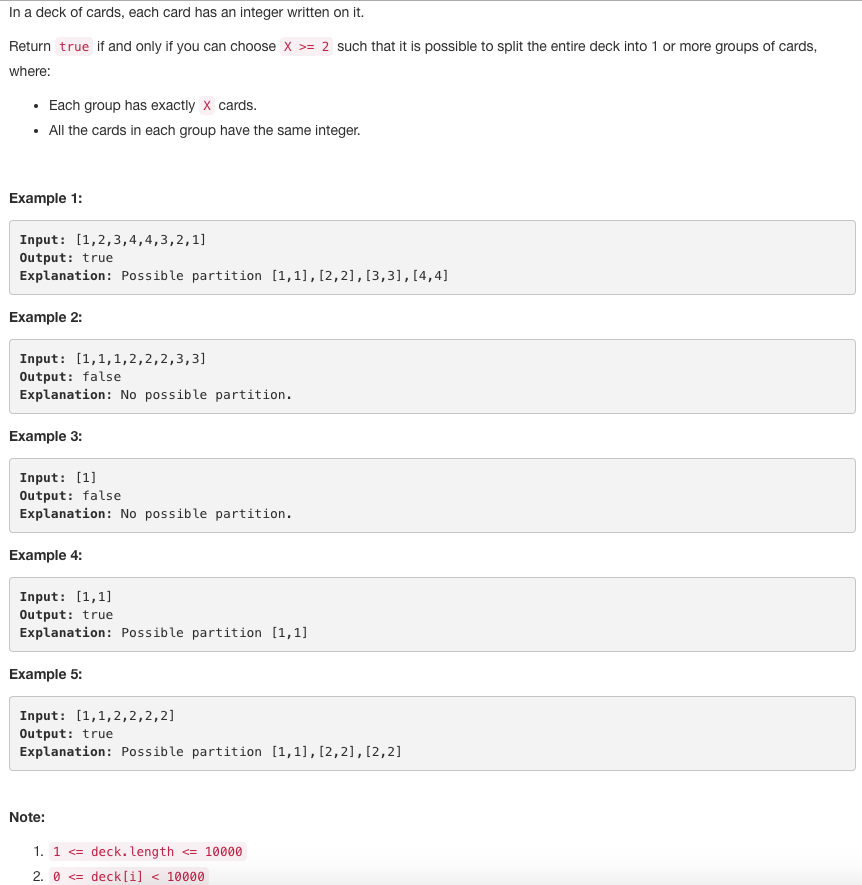 In a deck of cards, each card has an integer written on it.
Return true if and only if you can choose X >= 2 such that it is possible to split the entire deck into 1 or more groups of cards,
where:
• Each group has exactly X cards.
• All the cards in each group have the same integer.
Example 1:
Input: [1,2,3,4,4,3,2,1]
Output: true
Explanation: Possible partition [1,1],[2,2],[3,3],[4,4]
Example 2:
Input: [1,1,1,2,2,2,3,3]
Output: false
Explanation: No possible partition.
Example 3:
Input: [1]
Output: false
Explanation: No possible partition.
Example 4:
Input: [1,1]
Output: true
Explanation: Possible partition [1,1]
Example 5:
Input: [1,1,2,2,2,2]
Output: true
Explanation: Possible partition [1,1],[2,2],[2,2]
Note:
1. 1 <= deck.length <= 10000
2. 0 <= deck[i] < 10000